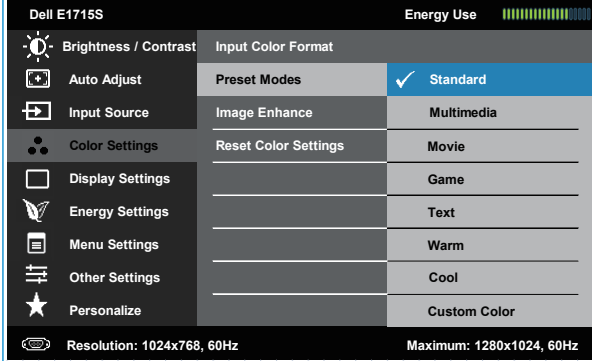 Dell E1715S Energy Use
Brightness / Contrast Input Color Format
Auto Adjust Preset Modes Standard
Input Source Image Enhance Multimedia
Color Settings Reset Color Settings Movie
Display Settings Game
Energy Settings Text
Menu Settings Warm
Other Settings Cool
Personalize Custom Color
Resolution: 1024x768, 60Hz Maximum: 1280x1024, 60Hz